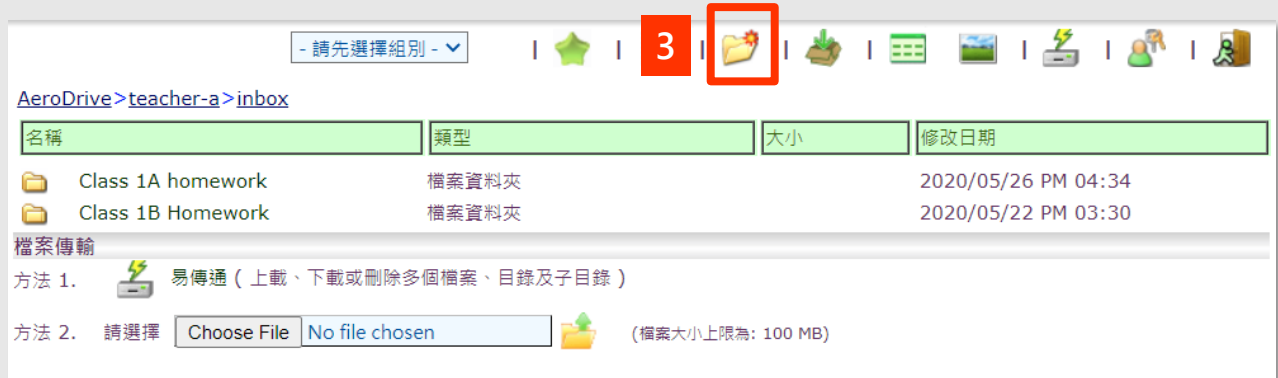 - 請先選擇組別 - | | 3 | | | | | |
AeroDrive>teacher-a>inbox
名稱 類型 大小 修改日期
Class 1A homework 檔案資料夾 2020/05/26 PM 04:34
Class 1B Homework 檔案資料夾 2020/05/22 PM 03:30
檔案傳輸
方法 1. 易傳通 ( 上載、下載或刪除多個檔案、目錄及子目錄 )
方法 2. 請選擇 Choose File No file chosen (檔案大小上限為: 100 MB)